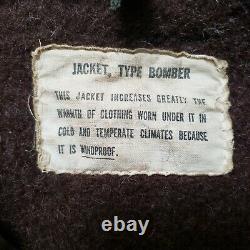 JACKET, TYPE BOMBER
THIS JACKET INCREASES GREATLY THE
WARMTH OF CLOTHING WORN UNDER IT IN
COLD AND TEMPERATE CLIMATES BECAUSE
IT IS WINDPROOF.